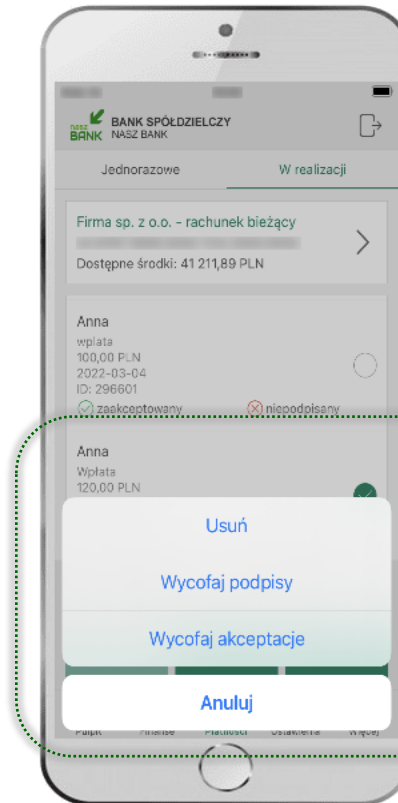 nasz
BANK
BANK SPÓŁDZIELCZY
NASZ BANK
Jednorazowe
W realizacji
Firma sp. z o.o. - rachunek bieżący
Dostępne środki: 41 211,89 PLN
Anna
wpłata
100,00 PLN
2022-03-04
ID: 296601
zaakceptowany
niepodpisany
Anna
Wpłata
120,00 PLN
Usuń
Wycofaj podpisy
Wycofaj akceptacje
Anuluj
Pulpit
Finanse
Płatności
Ustawienia
Więcej